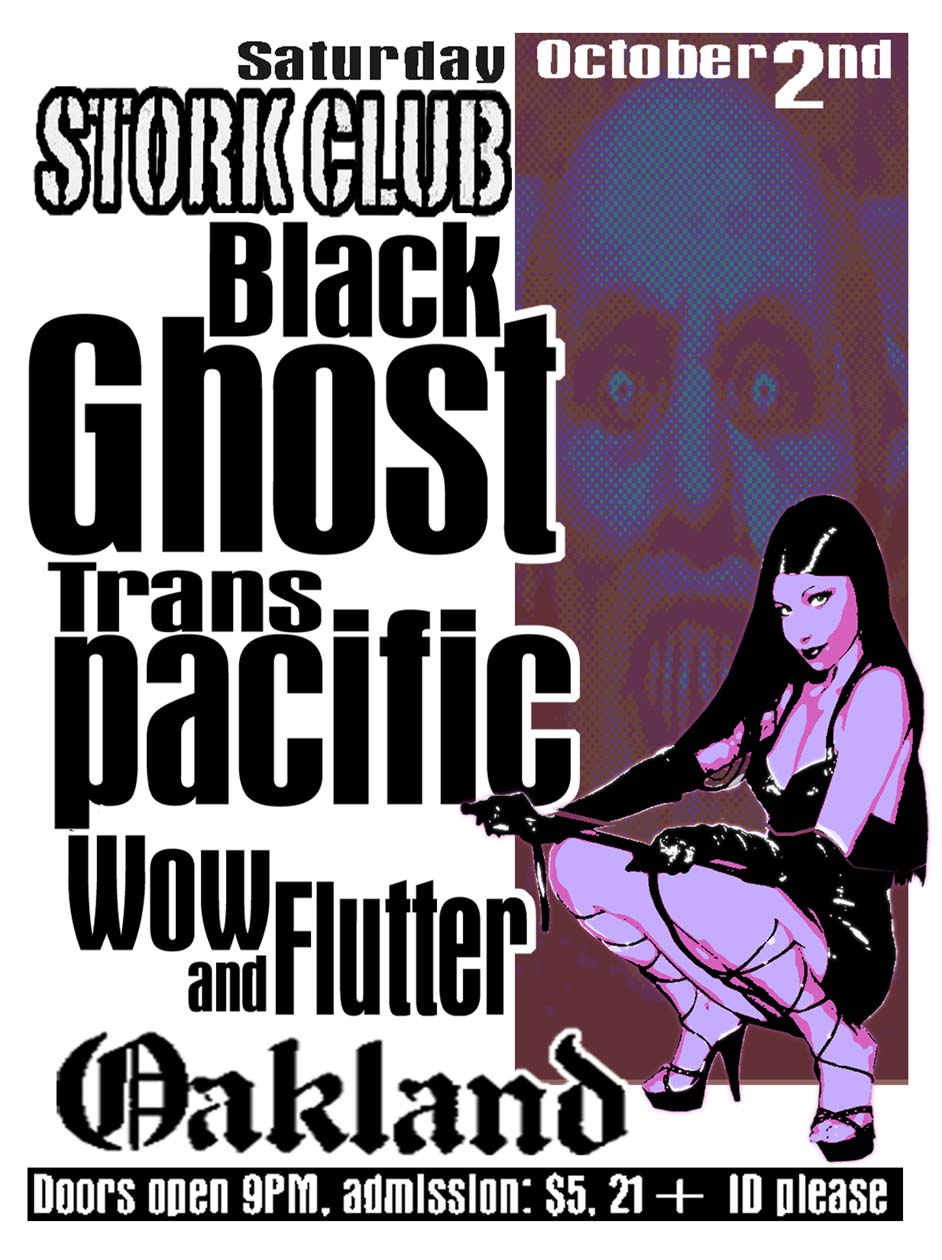 Saturday October 2nd
STORK CLUB
Black
Ghost
Trans
pacific
Wow
and Flutter
Oakland
Doors open 9PM, admission: $5, 21 + ID please